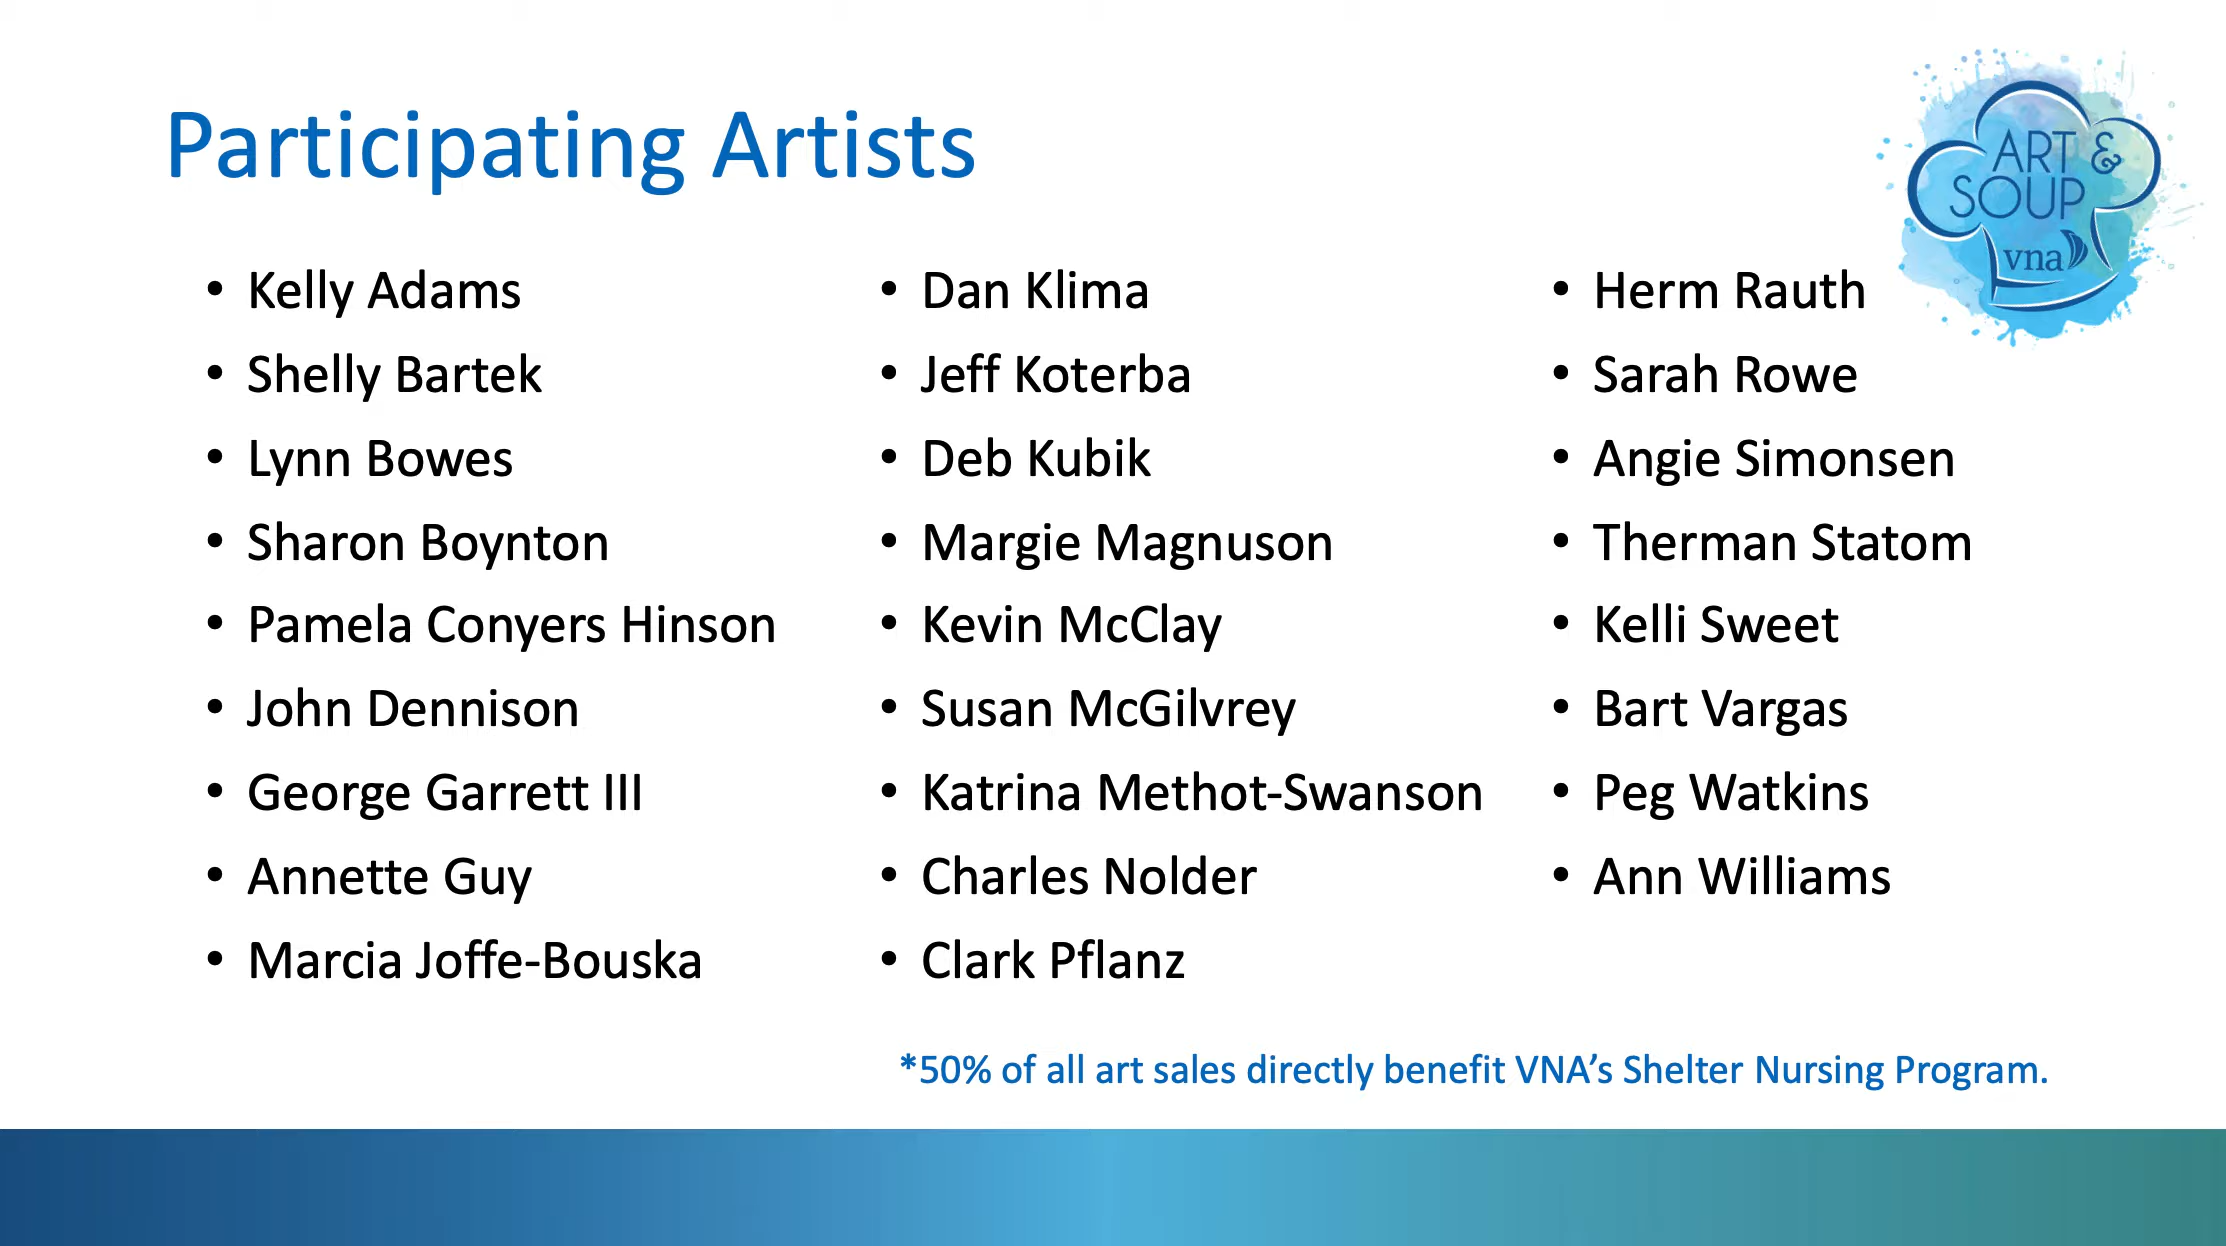 Participating Artists
ART &
SOUP
vna
• Kelly Adams
• Shelly Bartek
• Lynn Bowes
• Sharon Boynton
• Pamela Conyers Hinson
• John Dennison
• George Garrett III
• Annette Guy
• Marcia Joffe-Bouska
• Dan Klima
• Jeff Koterba
• Deb Kubik
• Margie Magnuson
• Kevin McClay
• Susan McGilvrey
• Katrina Methot-Swanson
• Charles Nolder
• Clark Pflanz
• Herm Rauth
• Sarah Rowe
• Angie Simonsen
• Therman Statom
• Kelli Sweet
• Bart Vargas
• Peg Watkins
• Ann Williams
*50% of all art sales directly benefit VNA’s Shelter Nursing Program.